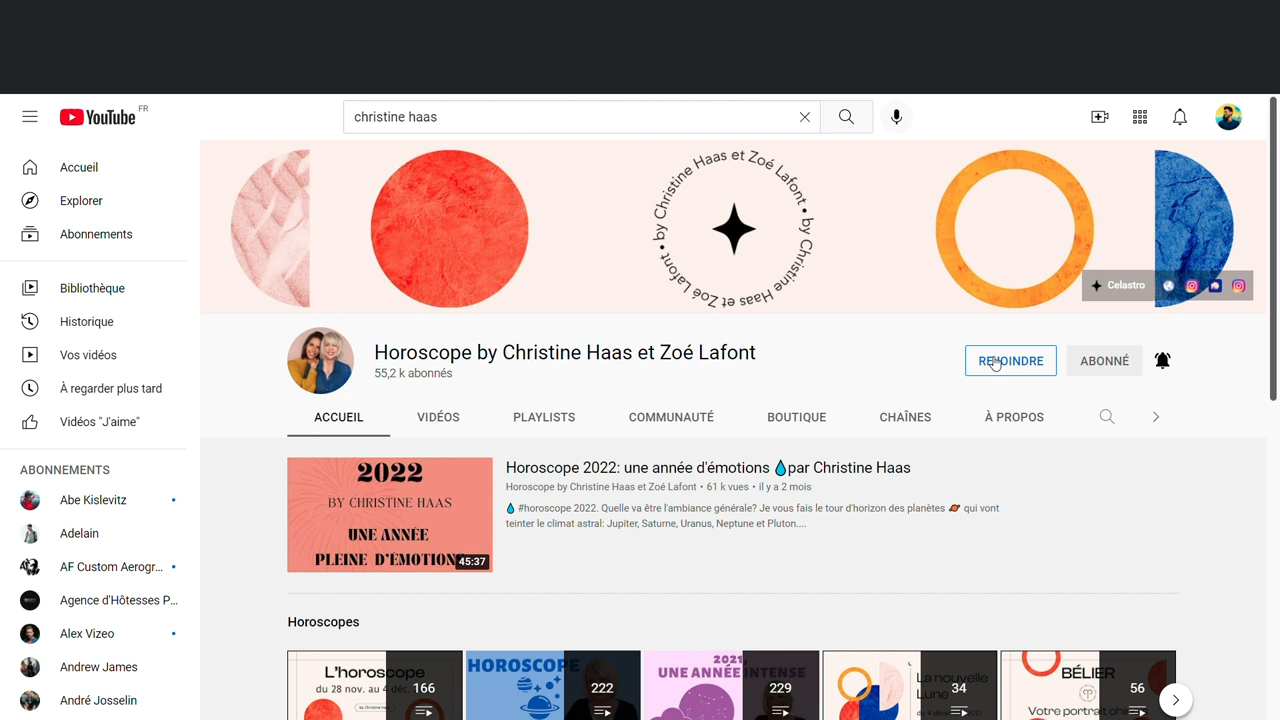 YouTube FR
christine haas
Accueil
Explorer
Abonnements
Bibliothèque
Historique
Vos vidéos
À regarder plus tard
Vidéos "J'aime"
ABONNEMENTS
Abe Kislevitz
Adelain
AF Custom Aerogr...
Agence d'Hôtesses P...
Alex Vizeo
Andrew James
André Josselin
by Christine Haas et Zoé Lafont • by Christine Haas et Zoé Lafont •
Celastro
Horoscope by Christine Haas et Zoé Lafont
55,2 k abonnés
REJOINDRE
ABONNÉ
ACCUEIL
VIDÉOS
PLAYLISTS
COMMUNAUTÉ
BOUTIQUE
CHAÎNES
À PROPOS
2022
BY CHRISTINE HAAS
UNE ANNÉE
PLEINE D'ÉMOTION
45:37
Horoscope 2022: une année d'émotions 💧par Christine Haas
Horoscope by Christine Haas et Zoé Lafont • 61 k vues • il y a 2 mois
💧 #horoscope 2022. Quelle va être l'ambiance générale? Je vous fais le tour d'horizon des planètes 🪐 qui vont
teinter le climat astral: Jupiter, Saturne, Uranus, Neptune et Pluton....
Horoscopes
L'horoscope
du 28 nov. au 4 déc.
166
HOROSCOPE
222
2021,
UNE ANNÉE INTENSE
229
La nouvelle
Lune
34
BÉLIER
Votre portrait
56